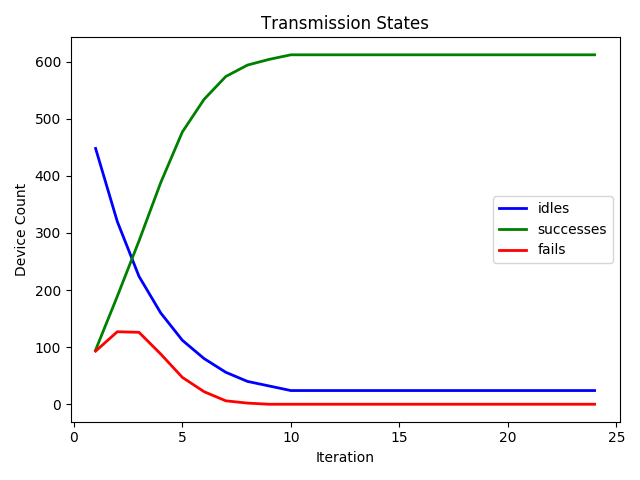 Transmission States
Device Count
600
500
400
300
200
100
0
idles
successes
fails
0 5 10 15 20 25
Iteration